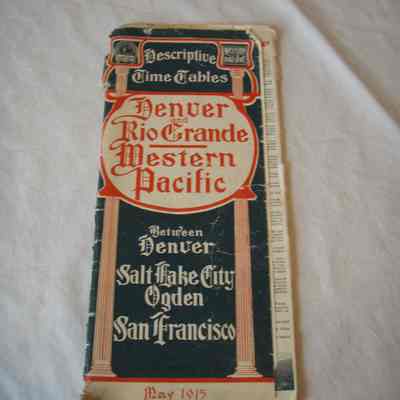 Descriptive
Time Tables
Denver
and
Rio Grande
Western
Pacific
Between
Denver
Salt Lake City
Ogden
San Francisco
May 1915